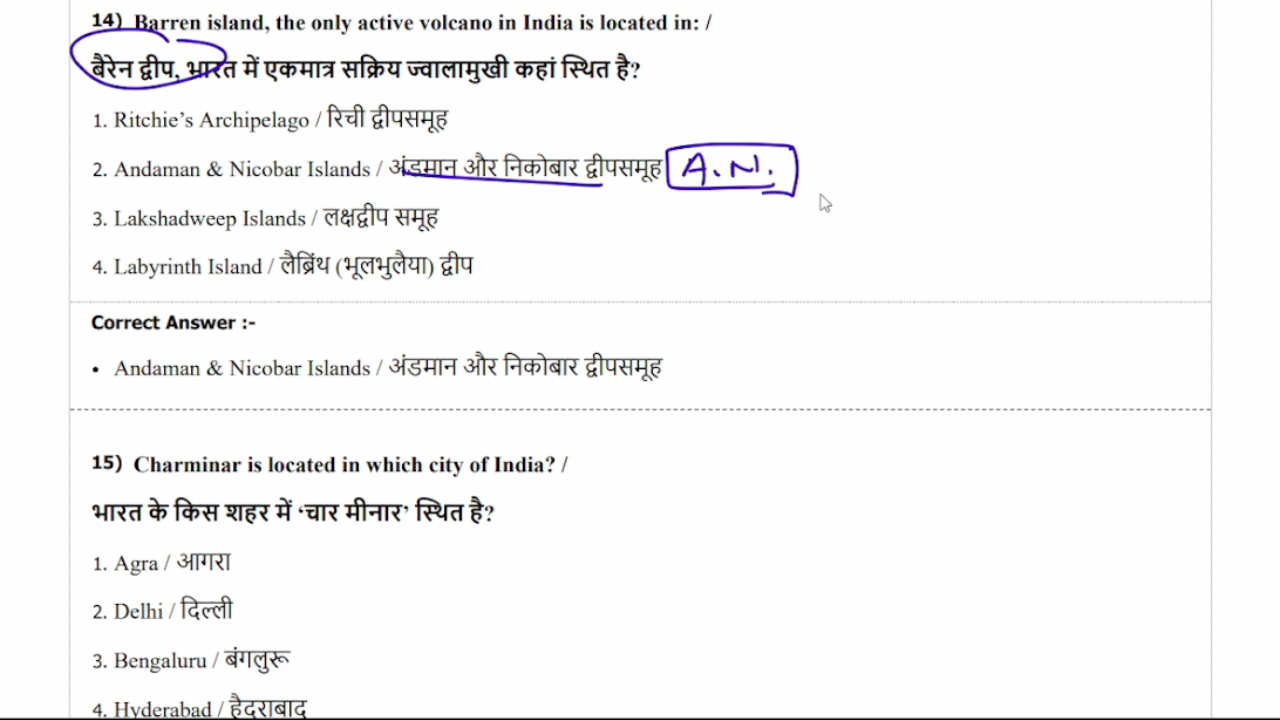 14) Barren island, the only active volcano in India is located in: /
बैरेन द्वीप, भारत में एकमात्र सक्रिय ज्वालामुखी कहां स्थित है?
1. Ritchie’s Archipelago / रिची द्वीपसमूह
2. Andaman & Nicobar Islands / अंडमान और निकोबार द्वीपसमूह A.N.
3. Lakshadweep Islands / लक्षद्वीप समूह
4. Labyrinth Island / लैब्रिंथ (भूलभुलैया) द्वीप
Correct Answer :-
• Andaman & Nicobar Islands / अंडमान और निकोबार द्वीपसमूह
15) Charminar is located in which city of India? /
भारत के किस शहर में ‘चार मीनार’ स्थित है?
1. Agra / आगरा
2. Delhi / दिल्ली
3. Bengaluru / बंगलुरू
4. Hyderabad / हैदराबाद